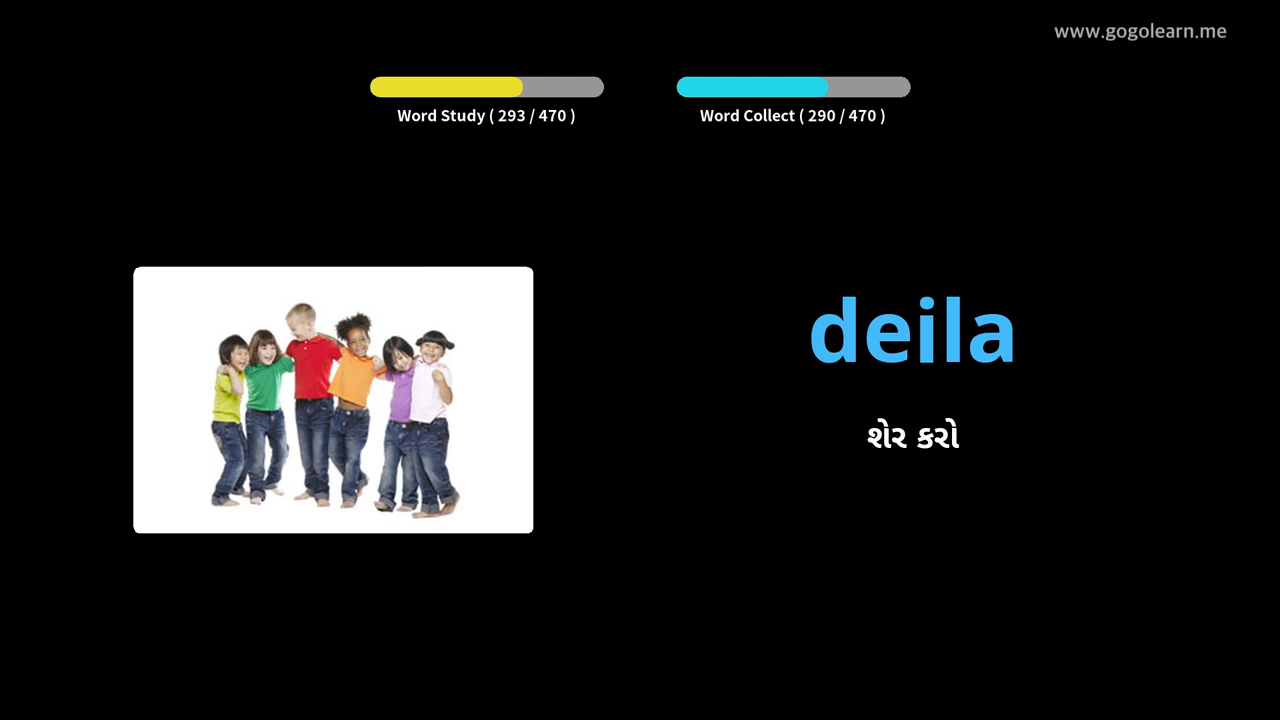 www.gogolearn.me
Word Study ( 293 / 470 )
Word Collect ( 290 / 470 )
deila
શેર કરો